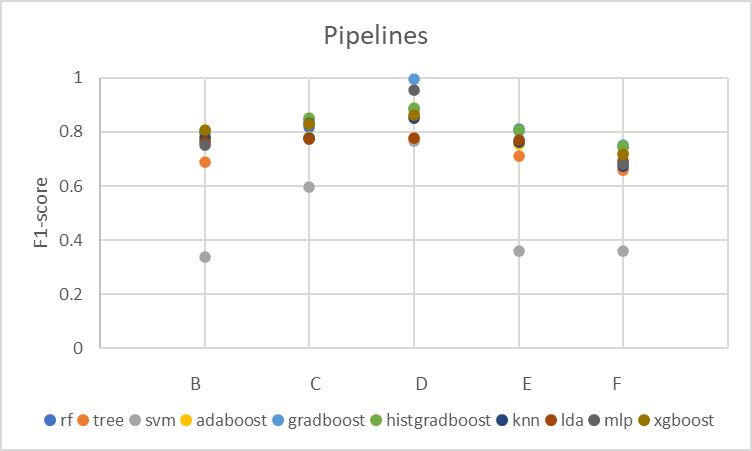 Pipelines
1
0.8
0.6
0.4
0.2
0
F1-score
B C D E F
rf tree svm adaboost gradboost histgradboost knn lda mlp xgboost